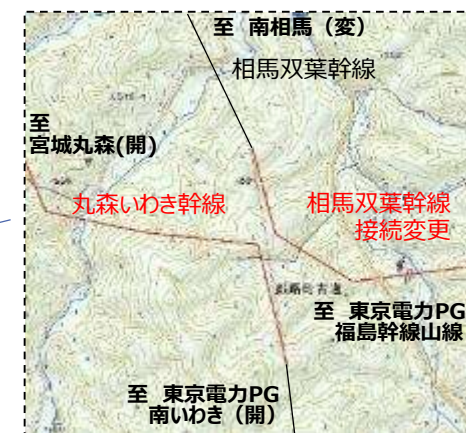 至 南相馬（変）
相馬双葉幹線
至
宮城丸森(開)
丸森いわき幹線
相馬双葉幹線
接続変更
至 東京電力PG
福島幹線山線
至 東京電力PG
南いわき（開）